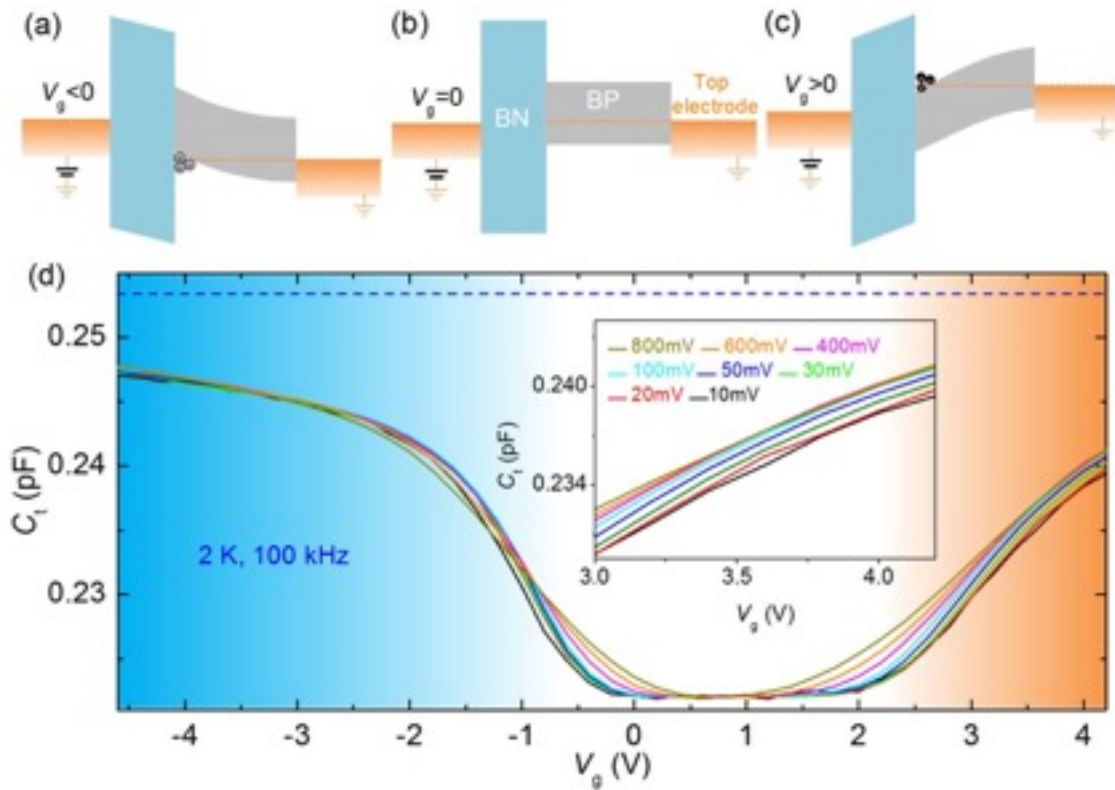 (a)
V_g<0
(b)
V_g=0
BN
BP
Top
electrode
(c)
V_g>0
(d)
0.25
0.24
0.23
C_t (pF)
2 K, 100 kHz
800mV 600mV 400mV
100mV 50mV 30mV
20mV 10mV
0.240
0.234
C_t (pF)
3.0 3.5 4.0
V_g (V)
-4 -3 -2 -1 0 1 2 3 4
V_g (V)